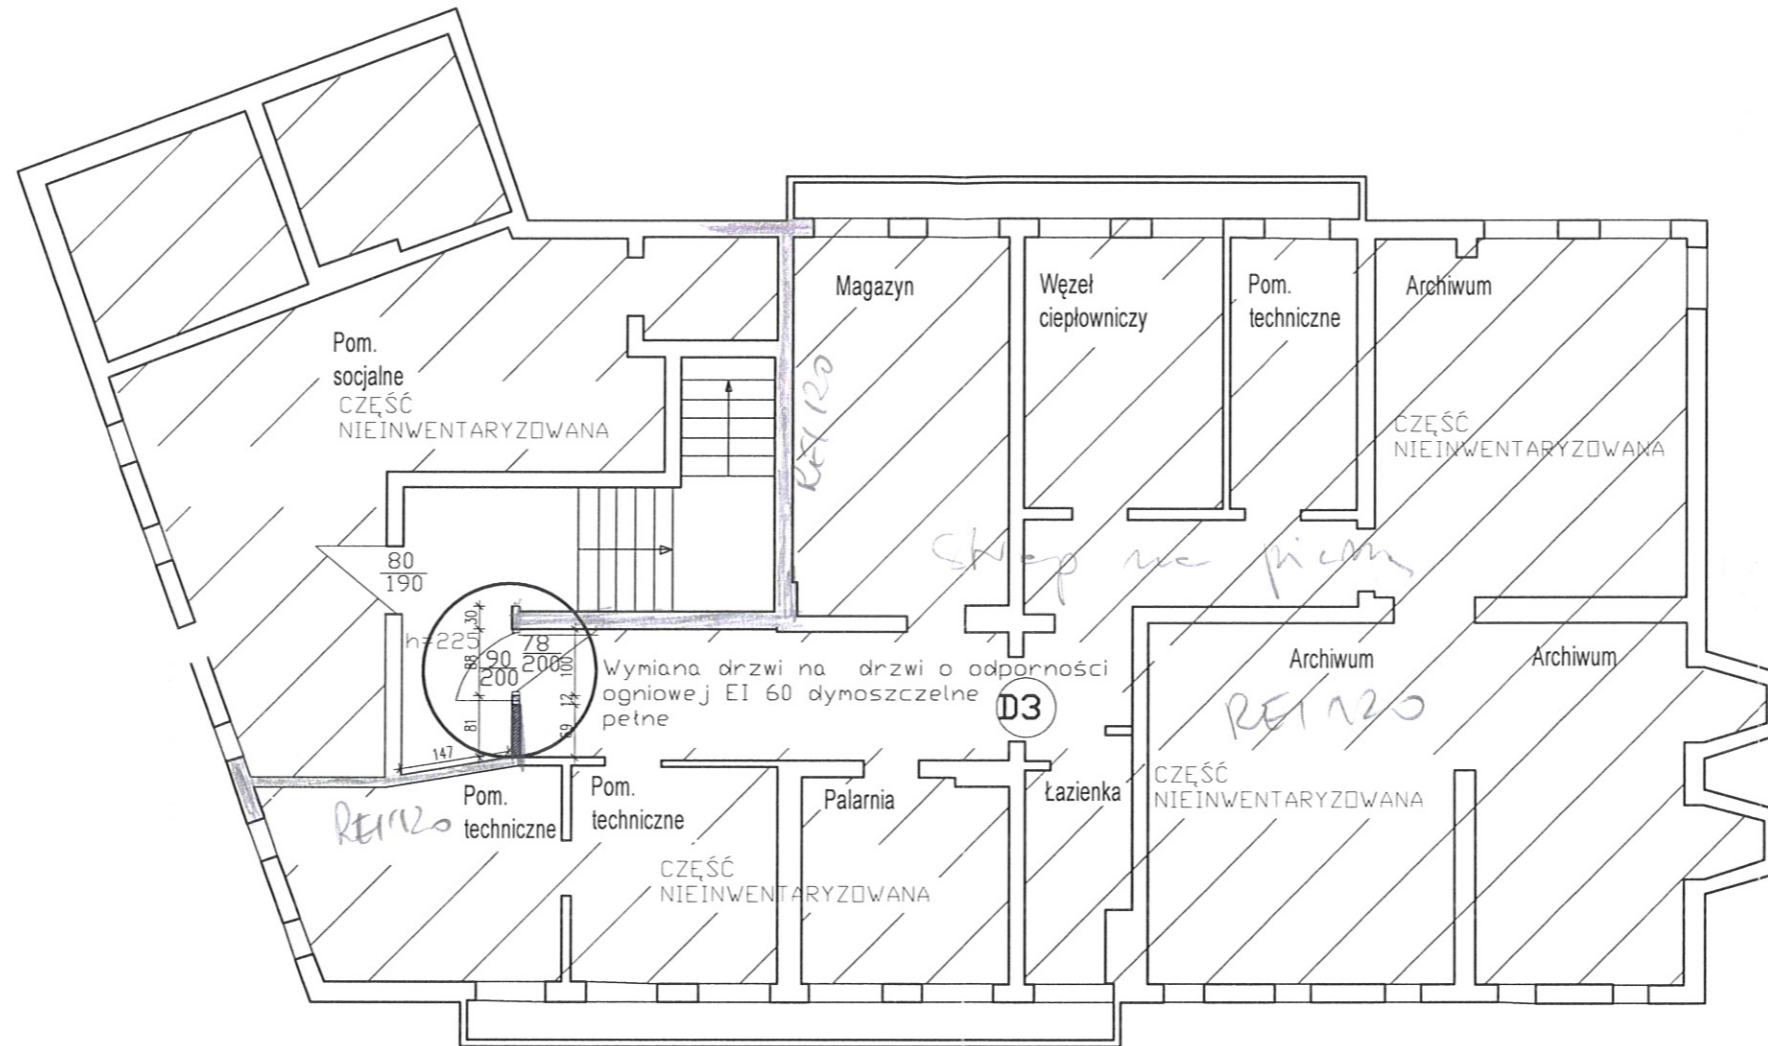 Magazyn
Węzeł
ciepłowniczy
Pom.
techniczne
Archiwum
Pom.
socjalne
CZĘŚĆ
NIEINWENTARYZOWANA
REI 120
CZĘŚĆ
NIEINWENTARYZOWANA
80
190
30
h=225
88
90
200
78
200
100
12
81
69
147
Wymiana drzwi na drzwi o odporności
ogniowej EI 60 dymoszczelne
pełne
D3
Archiwum
Archiwum
REI 120
Pom.
techniczne
Pom.
techniczne
REI 120
Palarnia
Łazienka
CZĘŚĆ
NIEINWENTARYZOWANA
CZĘŚĆ
NIEINWENTARYZOWANA